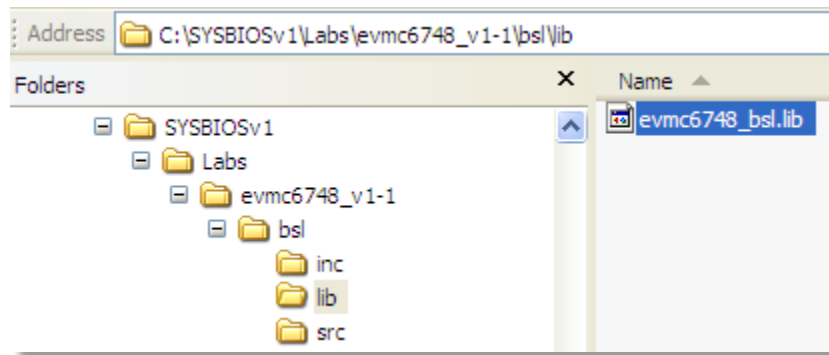 Address C:\SYSBIOSv1\Labs\evmc6748_v1-1\bsl\lib
Folders
Name
SYSBIOSv1
evmc6748_bsl.lib
Labs
evmc6748_v1-1
bsl
inc
lib
src